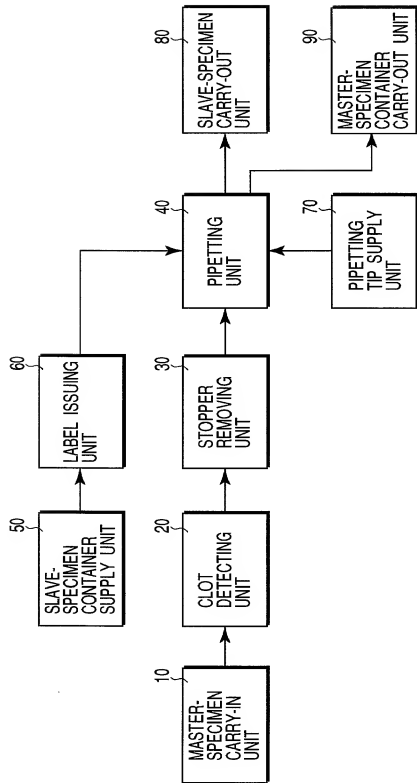 50
SLAVE-
SPECIMEN
CONTAINER
SUPPLY UNIT
60
LABEL ISSUING
UNIT
10
MASTER-
SPECIMEN
CARRY-IN
UNIT
20
CLOT
DETECTING
UNIT
30
STOPPER
REMOVING
UNIT
40
PIPETTING
UNIT
80
SLAVE-SPECIMEN
CARRY-OUT
UNIT
70
PIPETTING
TIP SUPPLY
UNIT
90
MASTER-
SPECIMEN
CONTAINER
CARRY-OUT UNIT